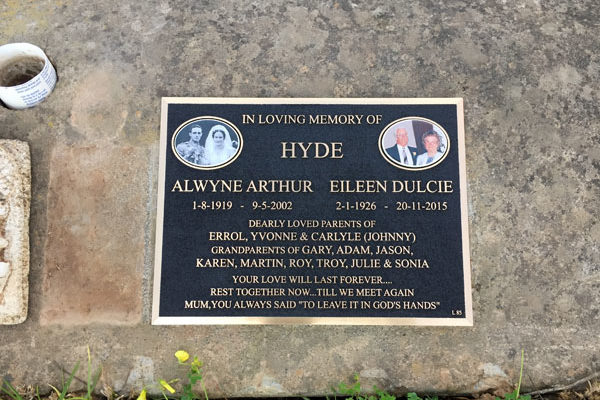 IN LOVING MEMORY OF
HYDE
ALWYNE ARTHUR EILEEN DULCIE
1-8-1919 - 9-5-2002 2-1-1926 - 20-11-2015
DEARLY LOVED PARENTS OF
ERROL, YVONNE & CARLYLE (JOHNNY)
GRANDPARENTS OF GARY, ADAM, JASON,
KAREN, MARTIN, ROY, TROY, JULIE & SONIA
YOUR LOVE WILL LAST FOREVER....
REST TOGETHER NOW...TILL WE MEET AGAIN
MUM,YOU ALWAYS SAID "TO LEAVE IT IN GOD'S HANDS"
L 85